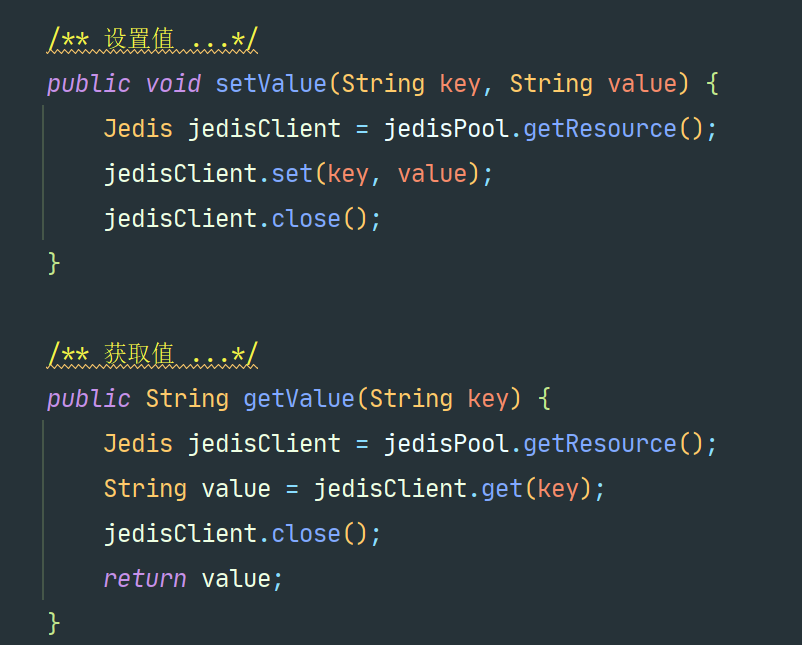 /** 设置值 ...*/
public void setValue(String key, String value) {
    Jedis jedisClient = jedisPool.getResource();
    jedisClient.set(key, value);
    jedisClient.close();
}
/** 获取值 ...*/
public String getValue(String key) {
    Jedis jedisClient = jedisPool.getResource();
    String value = jedisClient.get(key);
    jedisClient.close();
    return value;
}